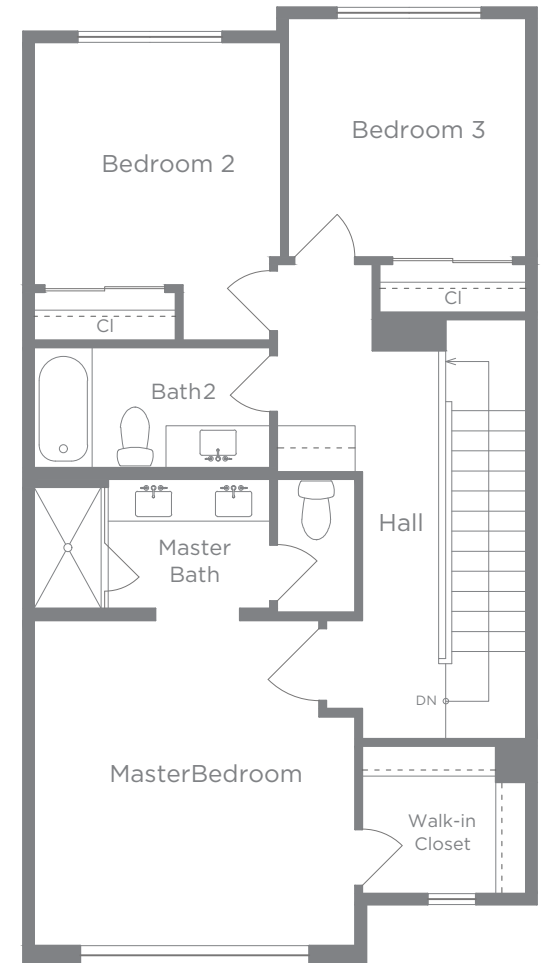 Bedroom 3
Bedroom 2
Cl
Cl
Bath2
Hall
Master
Bath
DN
MasterBedroom
Walk-in
Closet